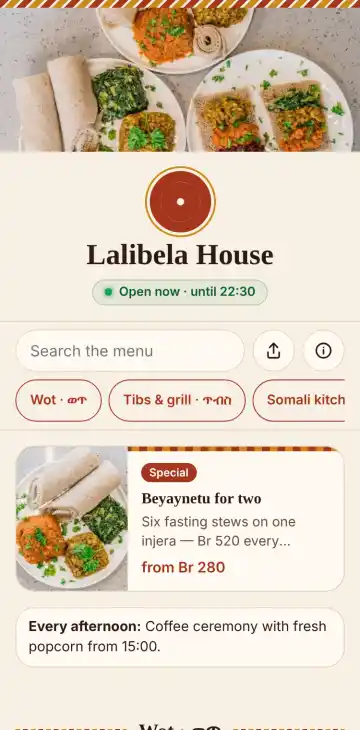 Lalibela House
Open now · until 22:30
Search the menu
Wot · ወጥ
Tibs & grill · ጥብስ
Somali kitch
Special
Beyaynetu for two
Six fasting stews on one
injera — Br 520 every...
from Br 280
Every afternoon: Coffee ceremony with fresh
popcorn from 15:00.
Wot · ወጥ